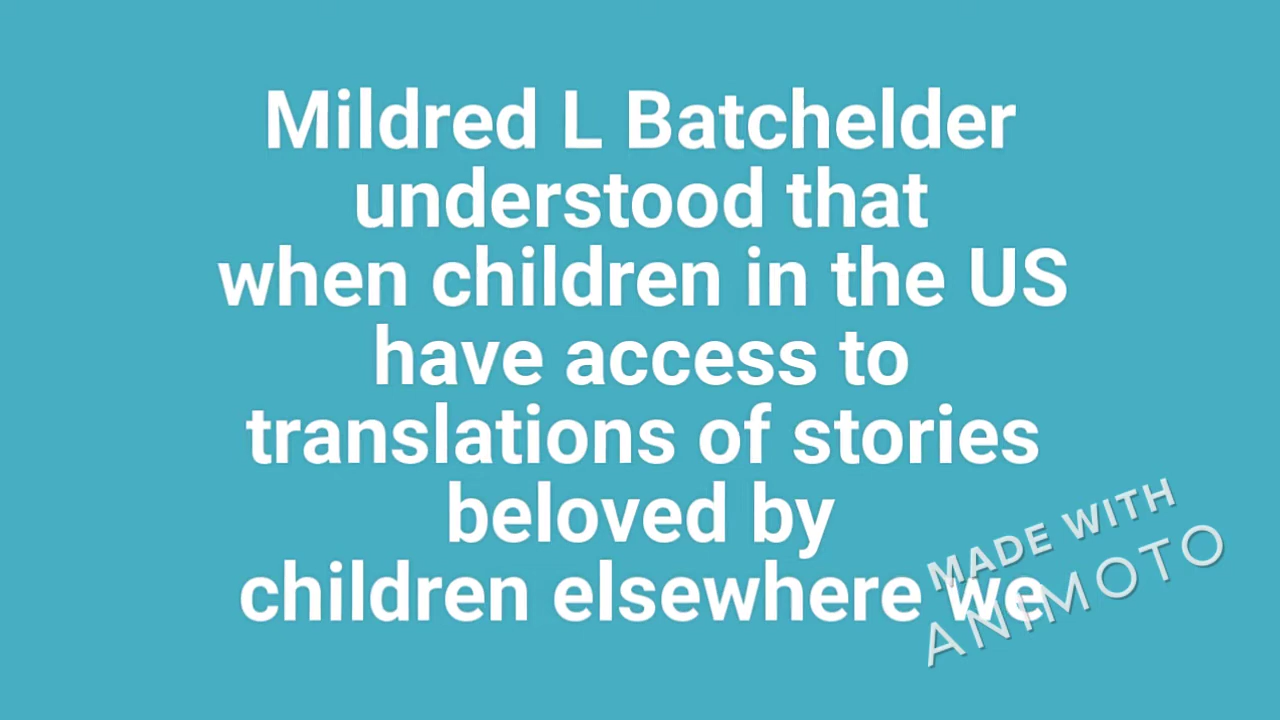 Mildred L Batchelder
understood that
when children in the US
have access to
translations of stories
beloved by
children elsewhere we
MADE WITH
ANIMOTO